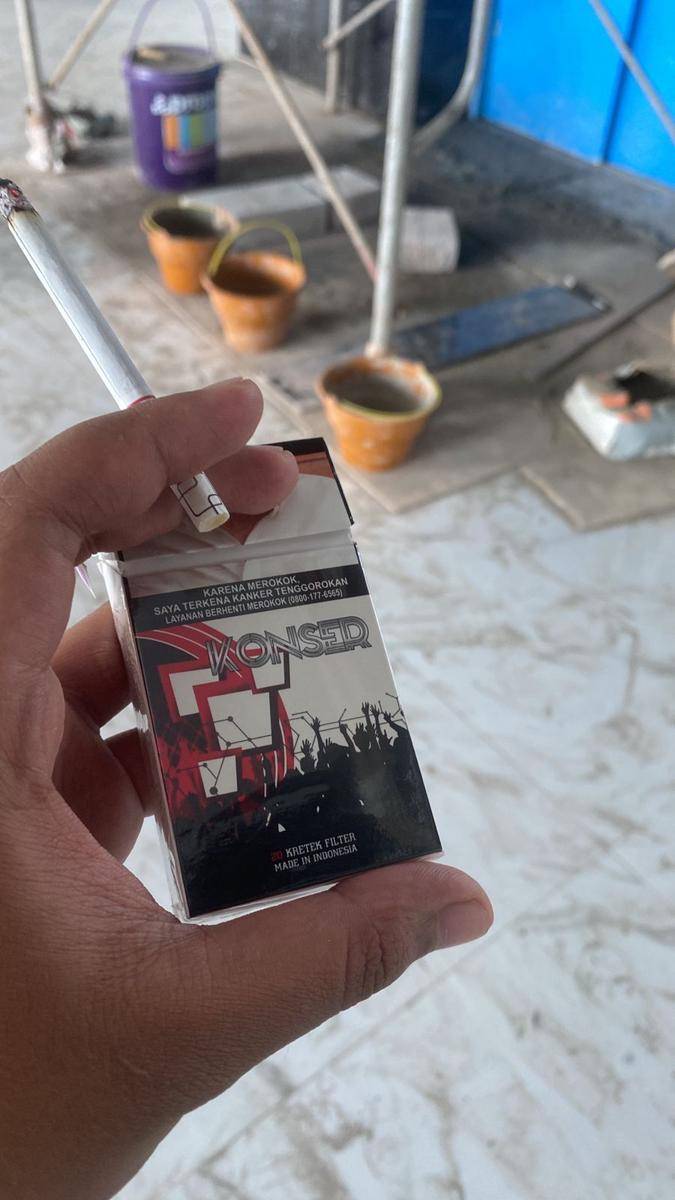 KARENA MEROKOK,
SAYA TERKENA KANKER TENGGOROKAN
LAYANAN BERHENTI MEROKOK (0800-177-6565)
KONSER
20 KRETEK FILTER
MADE IN INDONESIA